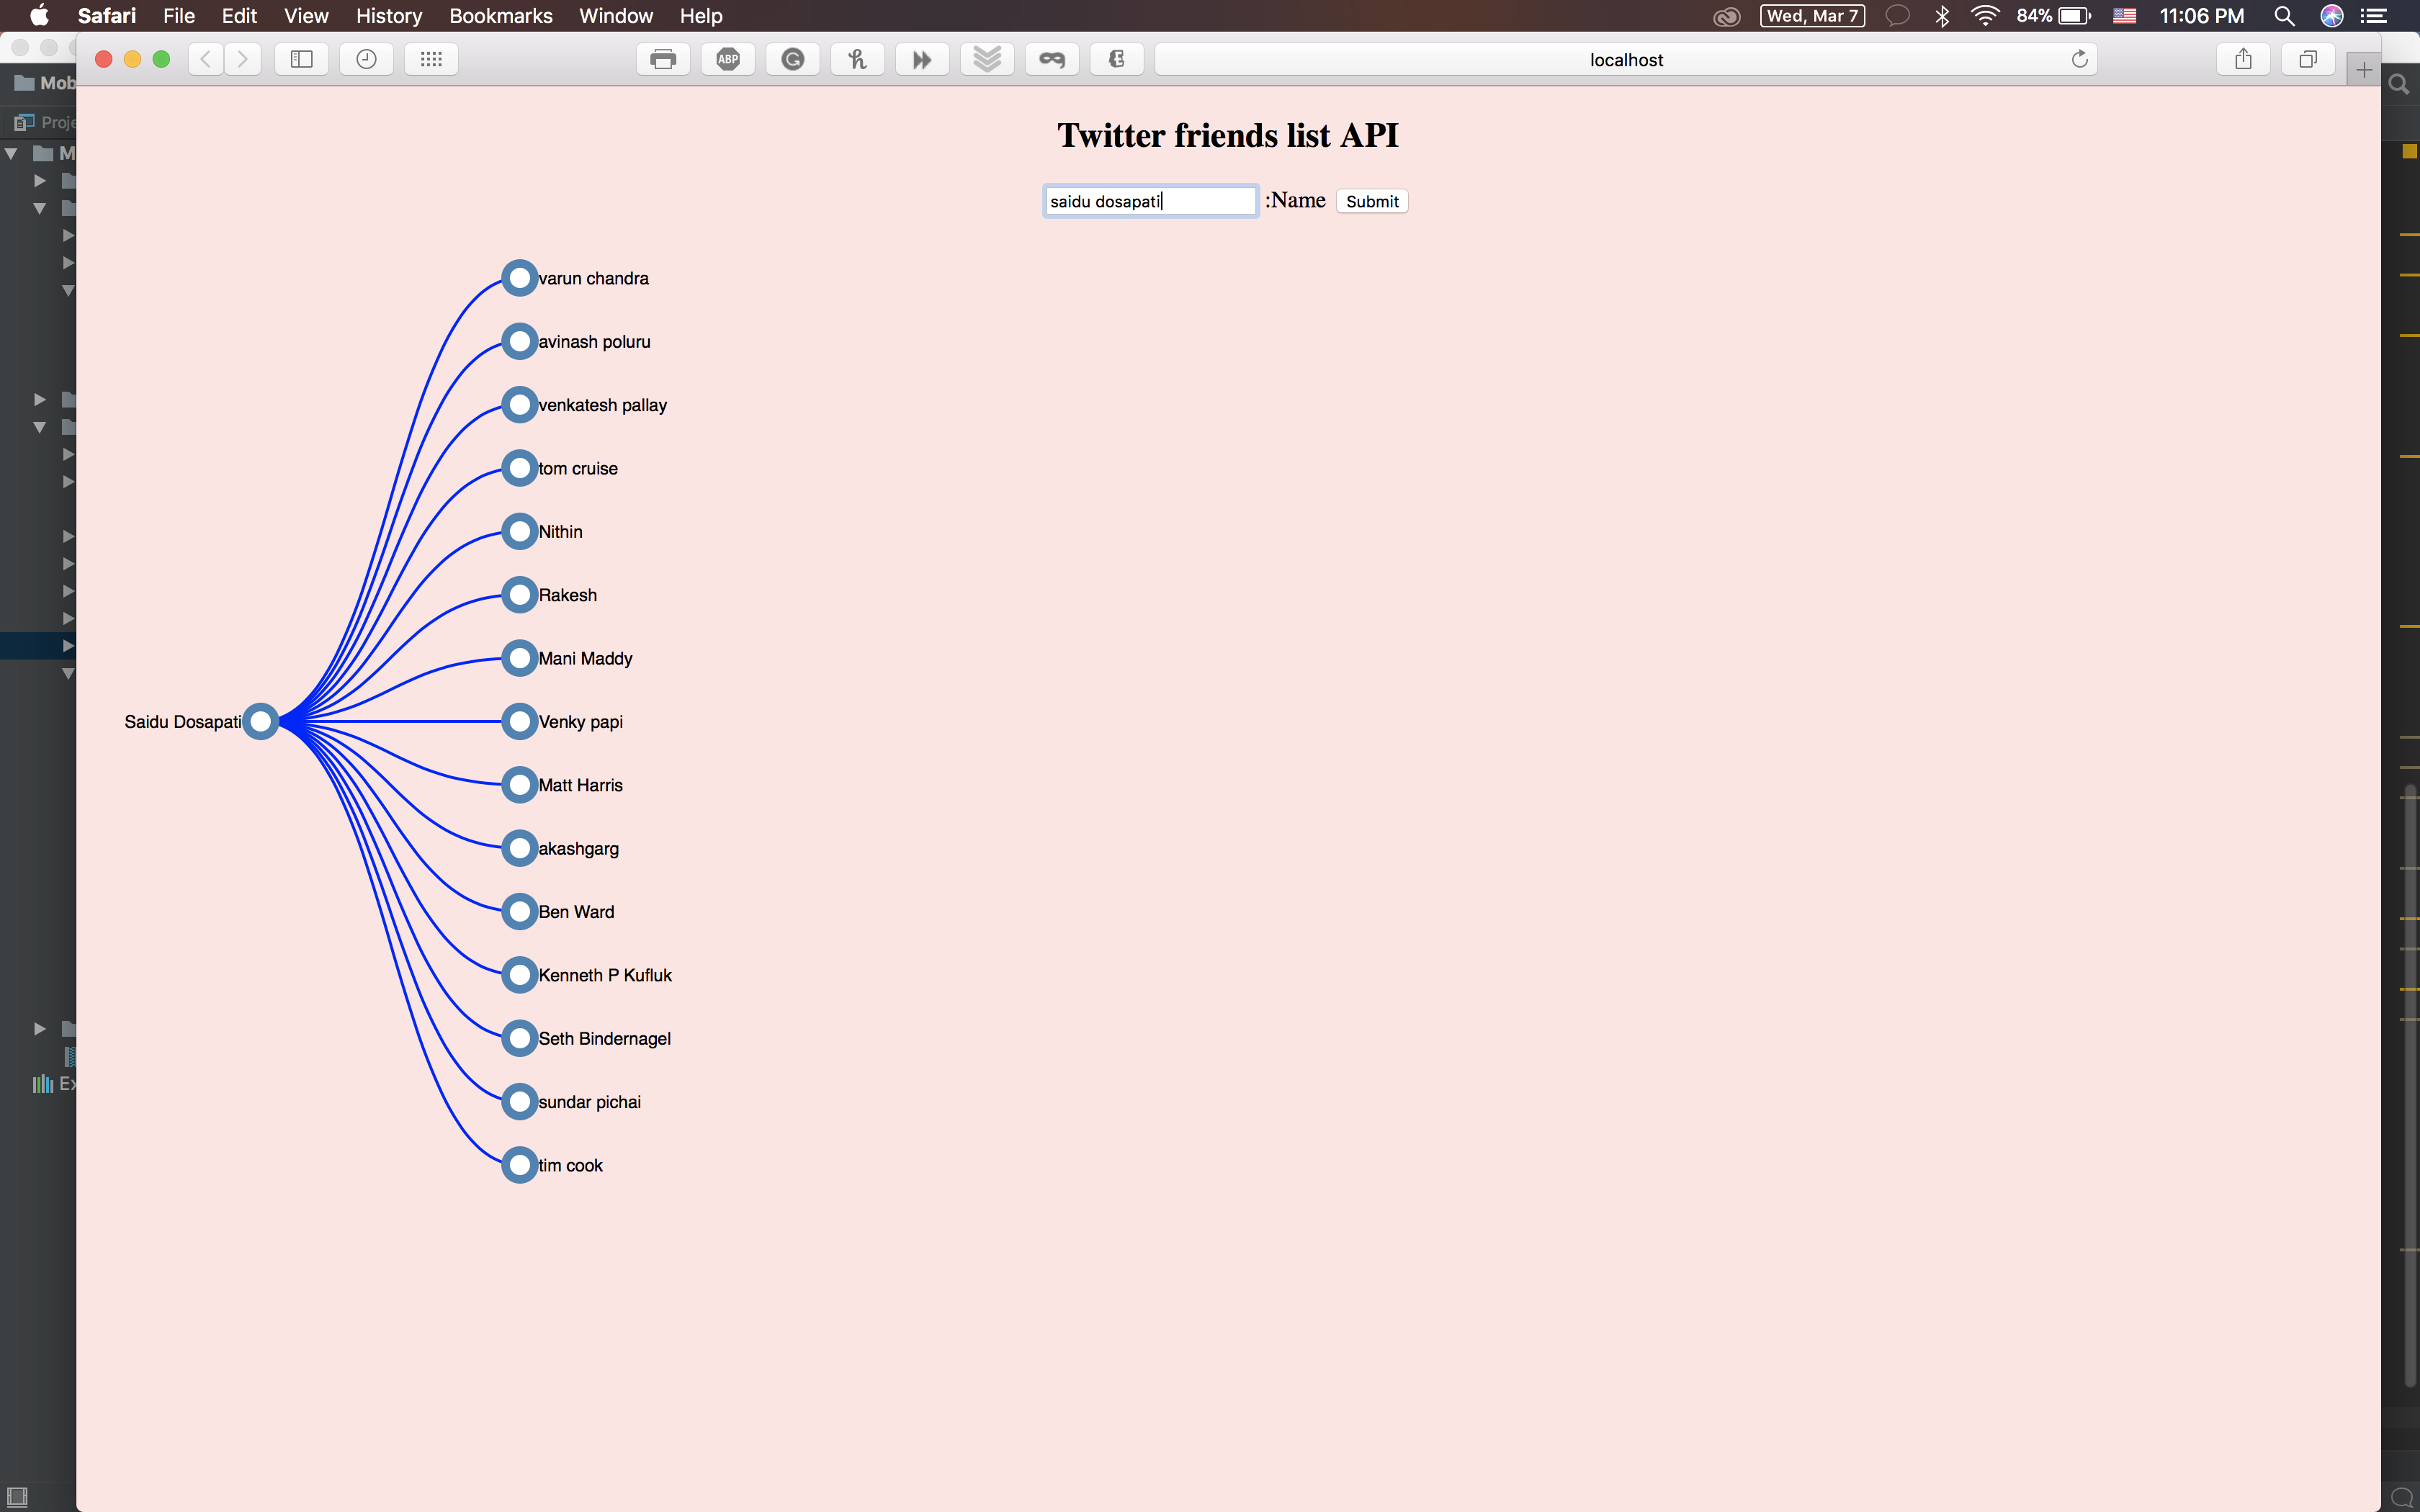 Safari File Edit View History Bookmarks Window Help Wed, Mar 7 84% 11:06 PM
ABP localhost
Mob
Proje
M
Twitter friends list API
saidu dosapati :Name Submit
varun chandra
avinash poluru
venkatesh pallay
tom cruise
Nithin
Rakesh
Mani Maddy
Saidu Dosapati Venky papi
Matt Harris
akashgarg
Ben Ward
Kenneth P Kufluk
Seth Bindernagel
Ex
sundar pichai
tim cook